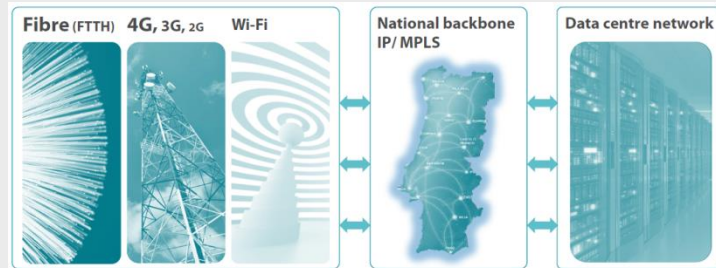 Fibre (FTTH) 4G, 3G, 2G Wi-Fi
National backbone
IP/ MPLS
Data centre network